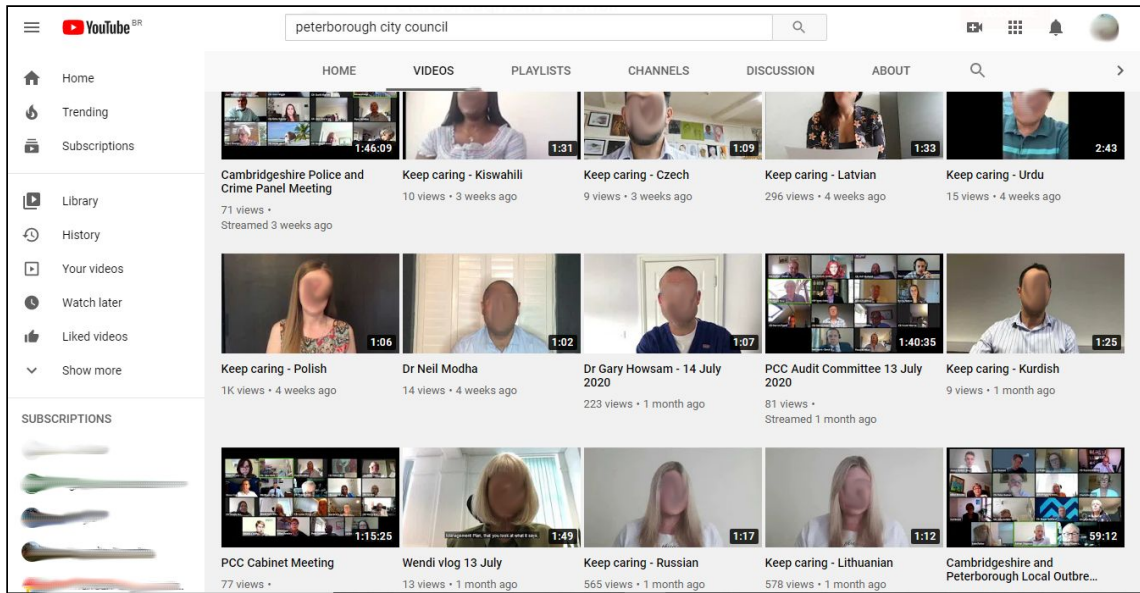 YouTube BR
peterborough city council
Home
Trending
Subscriptions
Library
History
Your videos
Watch later
Liked videos
Show more
SUBSCRIPTIONS
HOME VIDEOS PLAYLISTS CHANNELS DISCUSSION ABOUT
1:46:09 1:31 1:09 1:33 2:43
Cambridgeshire Police and
Crime Panel Meeting
71 views •
Streamed 3 weeks ago
Keep caring - Kiswahili
10 views • 3 weeks ago
Keep caring - Czech
9 views • 3 weeks ago
Keep caring - Latvian
296 views • 4 weeks ago
Keep caring - Urdu
15 views • 4 weeks ago
1:06 1:02 1:07 1:40:35 1:25
Keep caring - Polish
1K views • 4 weeks ago
Dr Neil Modha
14 views • 4 weeks ago
Dr Gary Howsam - 14 July
2020
223 views • 1 month ago
PCC Audit Committee 13 July
2020
81 views •
Streamed 1 month ago
Keep caring - Kurdish
9 views • 1 month ago
Management Plan, that you look at what it says.
1:15:25 1:49 1:17 1:12 59:12
PCC Cabinet Meeting
77 views •
Wendi vlog 13 July
13 views • 1 month ago
Keep caring - Russian
565 views • 1 month ago
Keep caring - Lithuanian
578 views • 1 month ago
Cambridgeshire and
Peterborough Local Outbre...